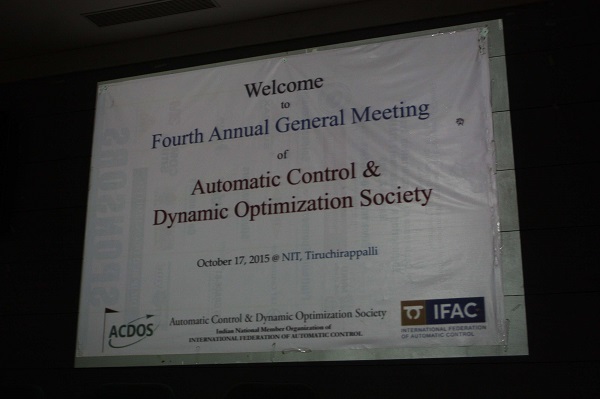 Welcome
to
Fourth Annual General Meeting
of
Automatic Control &
Dynamic Optimization Society
October 17, 2015 @ NIT, Tiruchirappalli
ACDOS
Automatic Control & Dynamic Optimization Society
Indian National Member Organization of
INTERNATIONAL FEDERATION OF AUTOMATIC CONTROL
IFAC
INTERNATIONAL FEDERATION
OF AUTOMATIC CONTROL